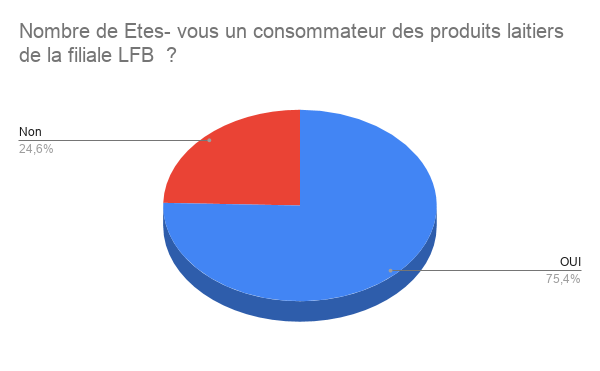 Nombre de Etes- vous un consommateur des produits laitiers
de la filiale LFB  ?
Non
24,6%
OUI
75,4%